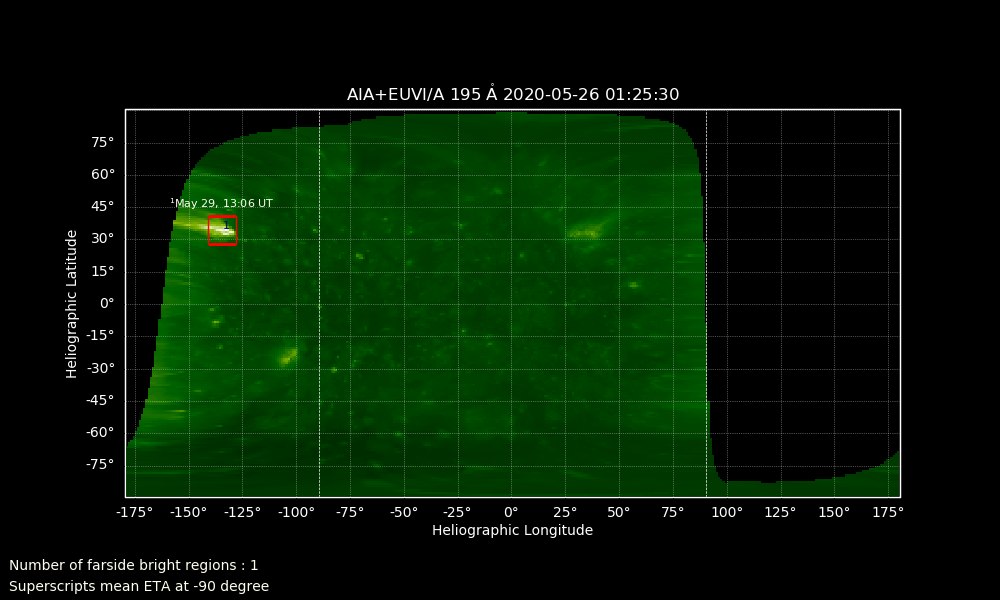 AIA+EUVI/A 195 Å 2020-05-26 01:25:30
75°
60°
¹May 29, 13:06 UT
45°
1
30°
15°
0°
-15°
-30°
-45°
-60°
-75°
Heliographic Latitude
-175° -150° -125° -100° -75° -50° -25° 0° 25° 50° 75° 100° 125° 150° 175°
Heliographic Longitude
Number of farside bright regions : 1
Superscripts mean ETA at -90 degree